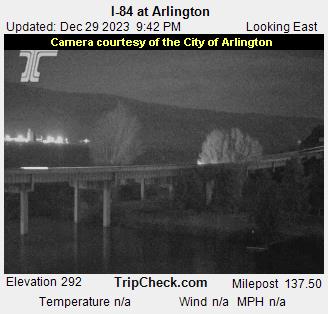 I-84 at Arlington
Updated: Dec 29 2023 9:42 PM Looking East
Camera courtesy of the City of Arlington
Elevation 292 TripCheck.com Milepost 137.50
Temperature n/a Wind n/a MPH n/a